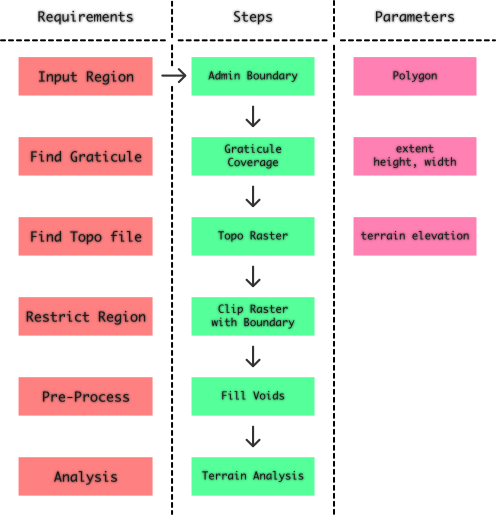 Requirements
Steps
Parameters
Input Region
Admin Boundary
Polygon
Find Graticule
Graticule
Coverage
extent
height, width
Find Topo file
Topo Raster
terrain elevation
Restrict Region
Clip Raster
with Boundary
Pre-Process
Fill Voids
Analysis
Terrain Analysis